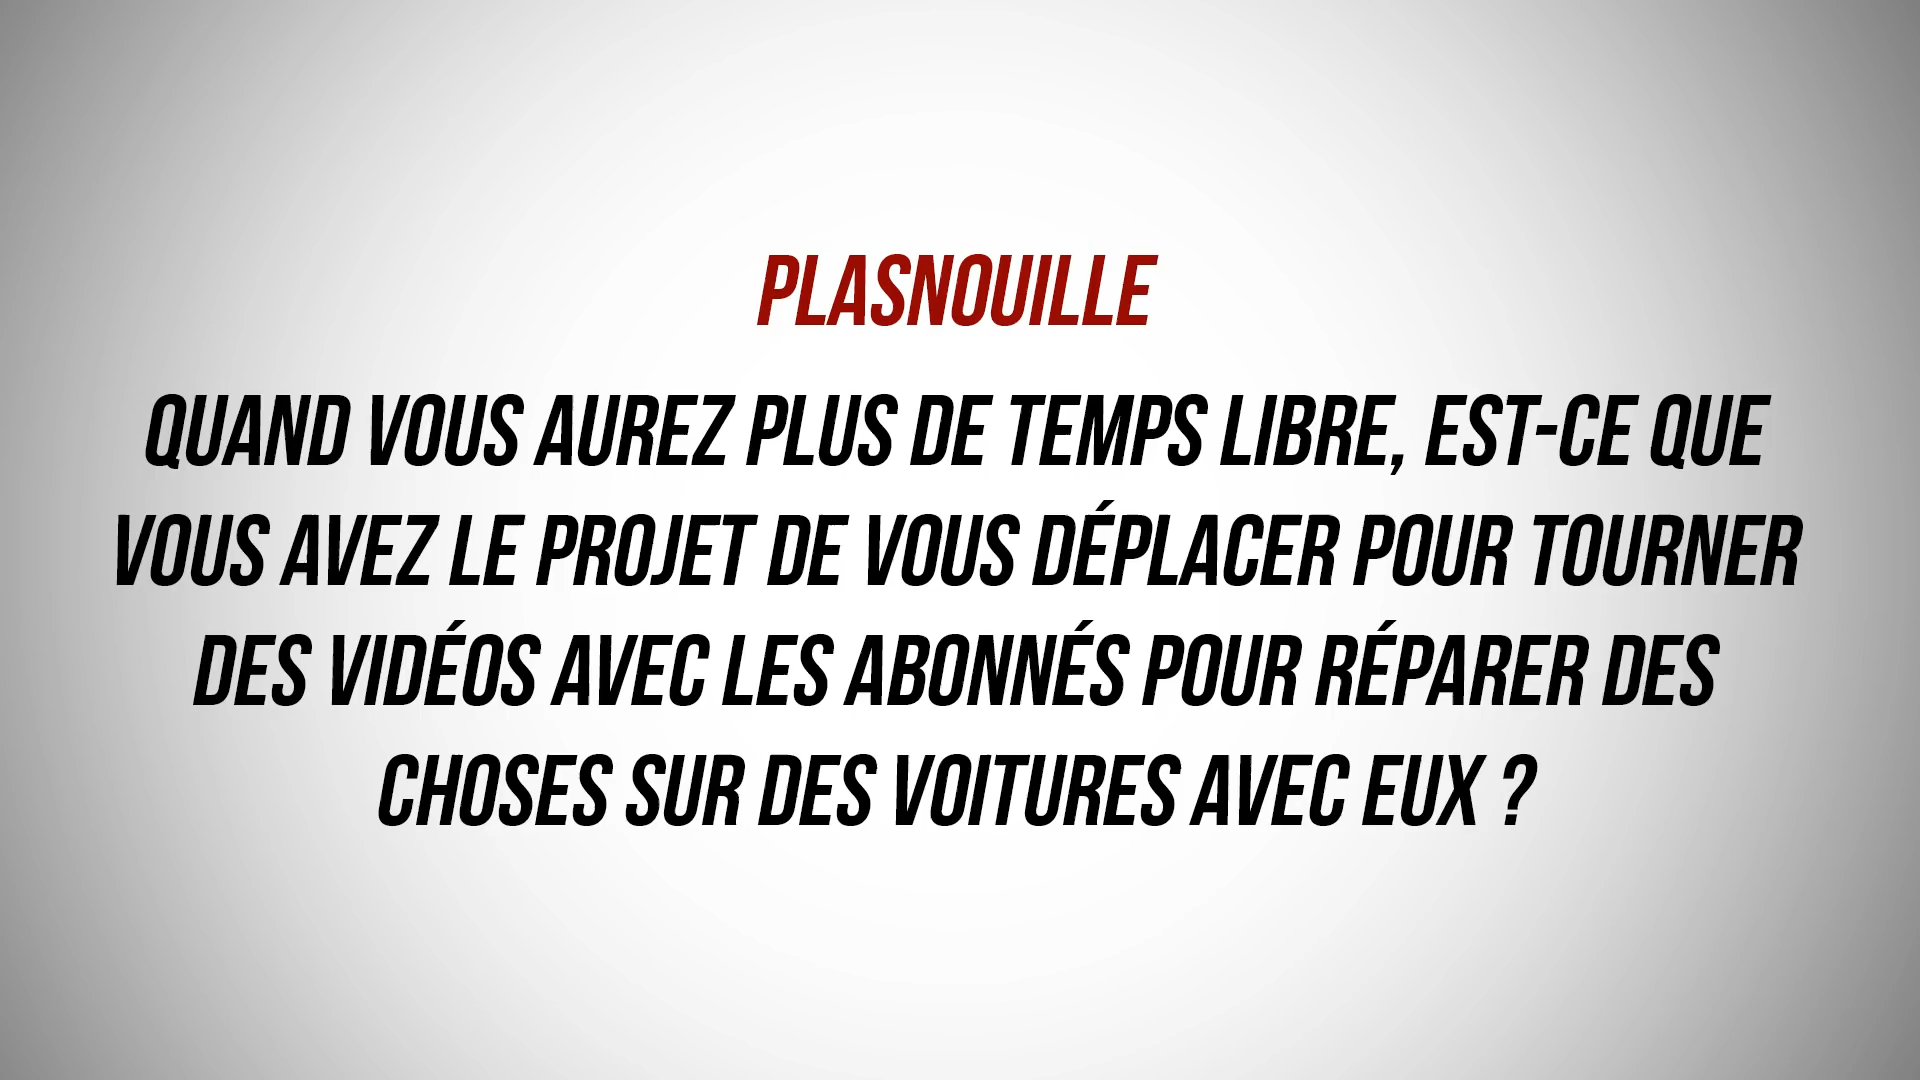 PLASNOUILLE
QUAND VOUS AUREZ PLUS DE TEMPS LIBRE, EST-CE QUE
VOUS AVEZ LE PROJET DE VOUS DÉPLACER POUR TOURNER
DES VIDÉOS AVEC LES ABONNÉS POUR RÉPARER DES
CHOSES SUR DES VOITURES AVEC EUX ?